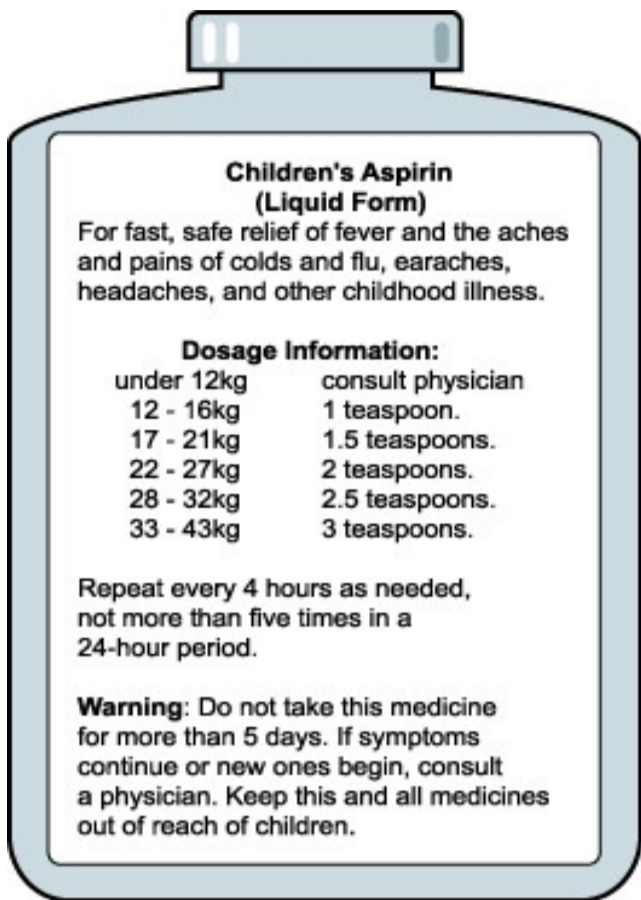 Children's Aspirin
(Liquid Form)
For fast, safe relief of fever and the aches
and pains of colds and flu, earaches,
headaches, and other childhood illness.
Dosage Information:
under 12kg consult physician
12 - 16kg 1 teaspoon.
17 - 21kg 1.5 teaspoons.
22 - 27kg 2 teaspoons.
28 - 32kg 2.5 teaspoons.
33 - 43kg 3 teaspoons.
Repeat every 4 hours as needed,
not more than five times in a
24-hour period.
Warning: Do not take this medicine
for more than 5 days. If symptoms
continue or new ones begin, consult
a physician. Keep this and all medicines
out of reach of children.